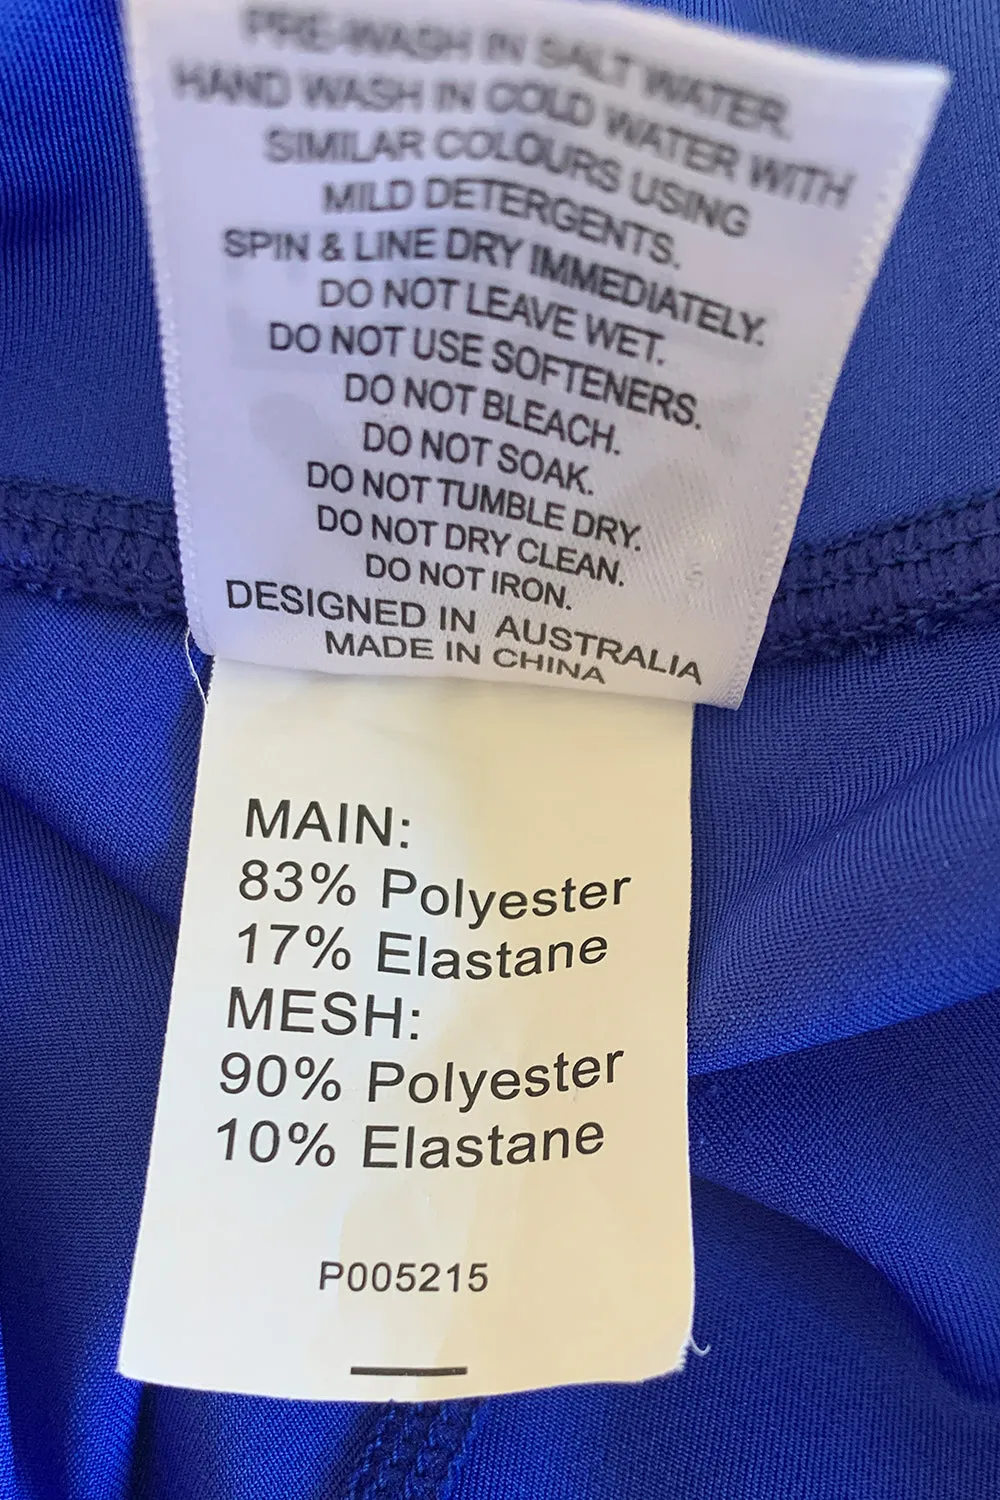 PRE-WASH IN SALT WATER.
HAND WASH IN COLD WATER WITH
SIMILAR COLOURS USING
MILD DETERGENTS.
SPIN & LINE DRY IMMEDIATELY.
DO NOT LEAVE WET.
DO NOT USE SOFTENERS.
DO NOT BLEACH.
DO NOT SOAK.
DO NOT TUMBLE DRY.
DO NOT DRY CLEAN.
DO NOT IRON.
DESIGNED IN AUSTRALIA
MADE IN CHINA
MAIN:
83% Polyester
17% Elastane
MESH:
90% Polyester
10% Elastane
P005215